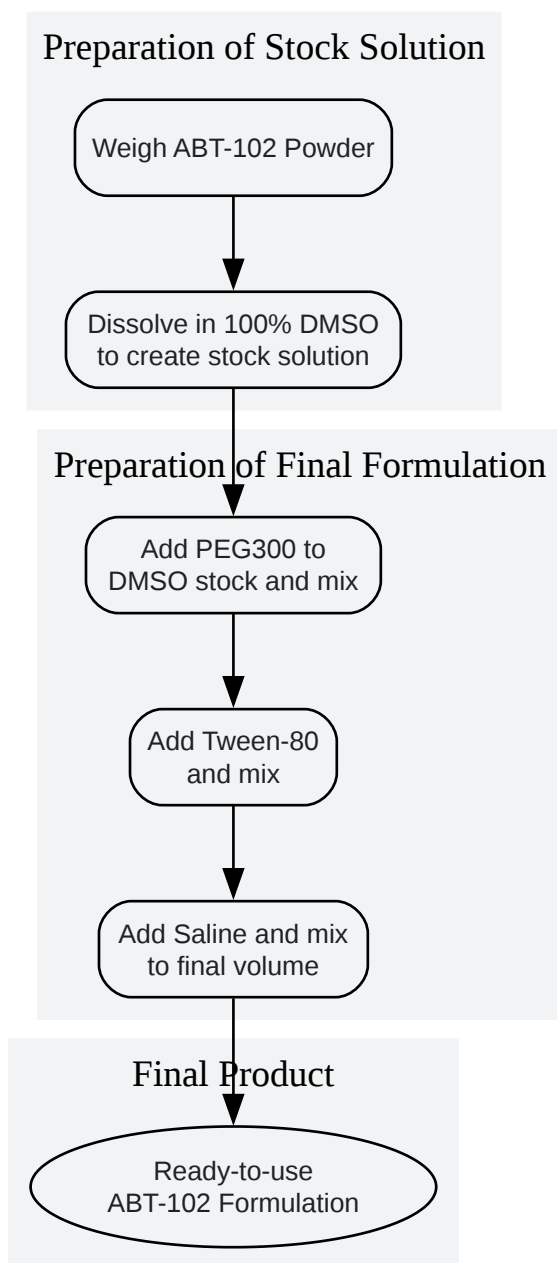 Preparation of Stock Solution
Weigh ABT-102 Powder
Dissolve in 100% DMSO
to create stock solution
Preparation of Final Formulation
Add PEG300 to
DMSO stock and mix
Add Tween-80
and mix
Add Saline and mix
to final volume
Final Product
Ready-to-use
ABT-102 Formulation